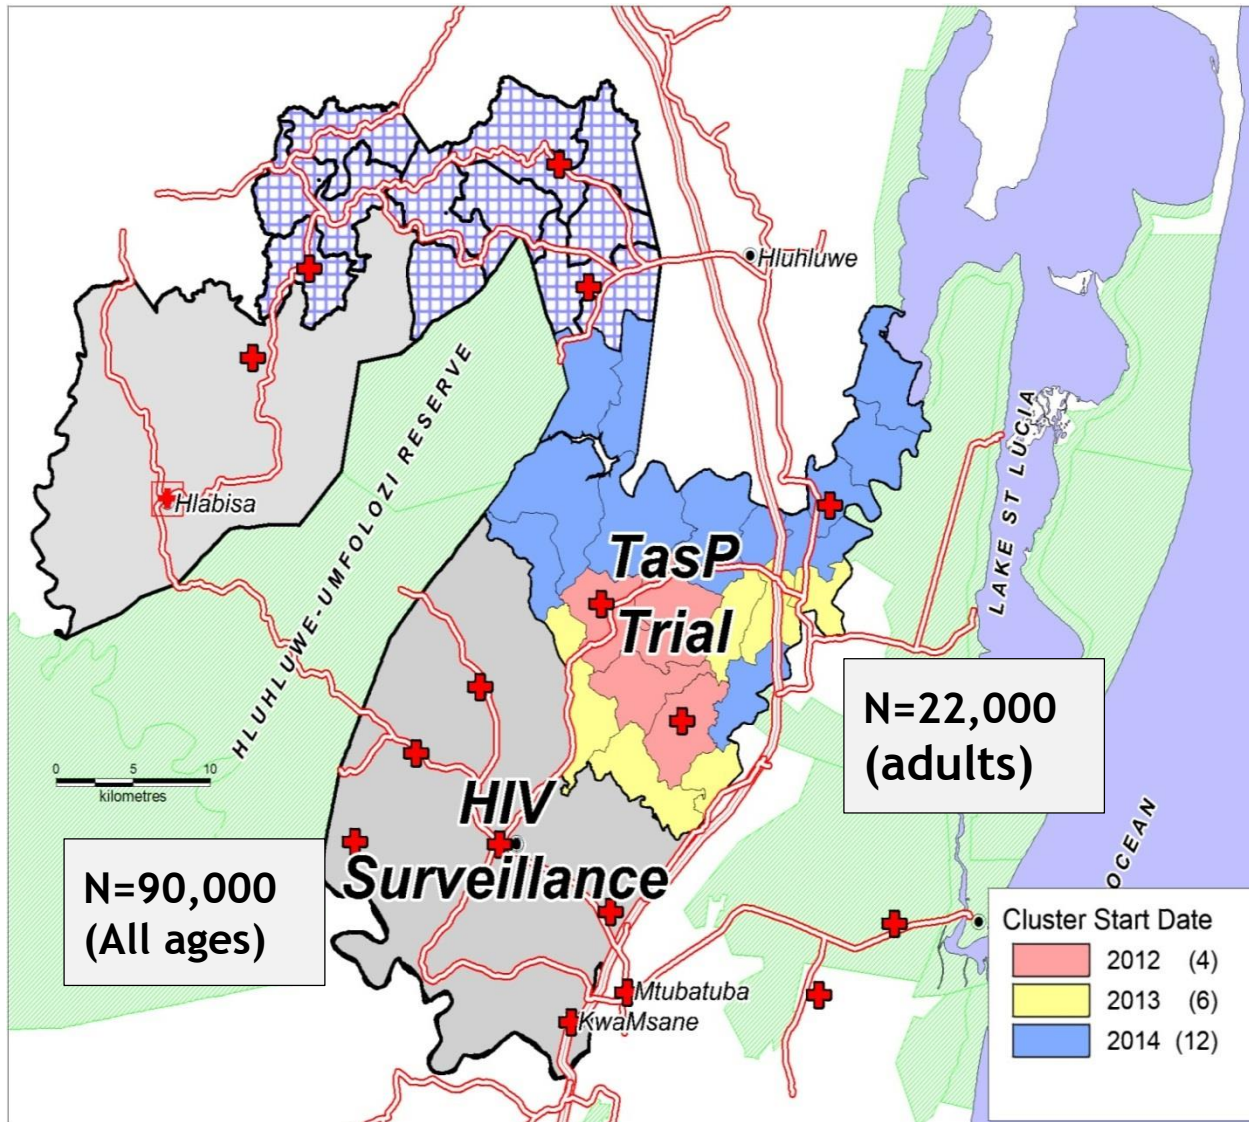 Hluhluwe
HLUHLUWE-UMFOLOZI RESERVE
LAKE ST LUCIA
Hlabisa
TasP
Trial
N=22,000
(adults)
0 5 10
kilometres
HIV
Surveillance
N=90,000
(All ages)
OCEAN
Mtubatuba
KwaMsane
Cluster Start Date
2012 (4)
2013 (6)
2014 (12)